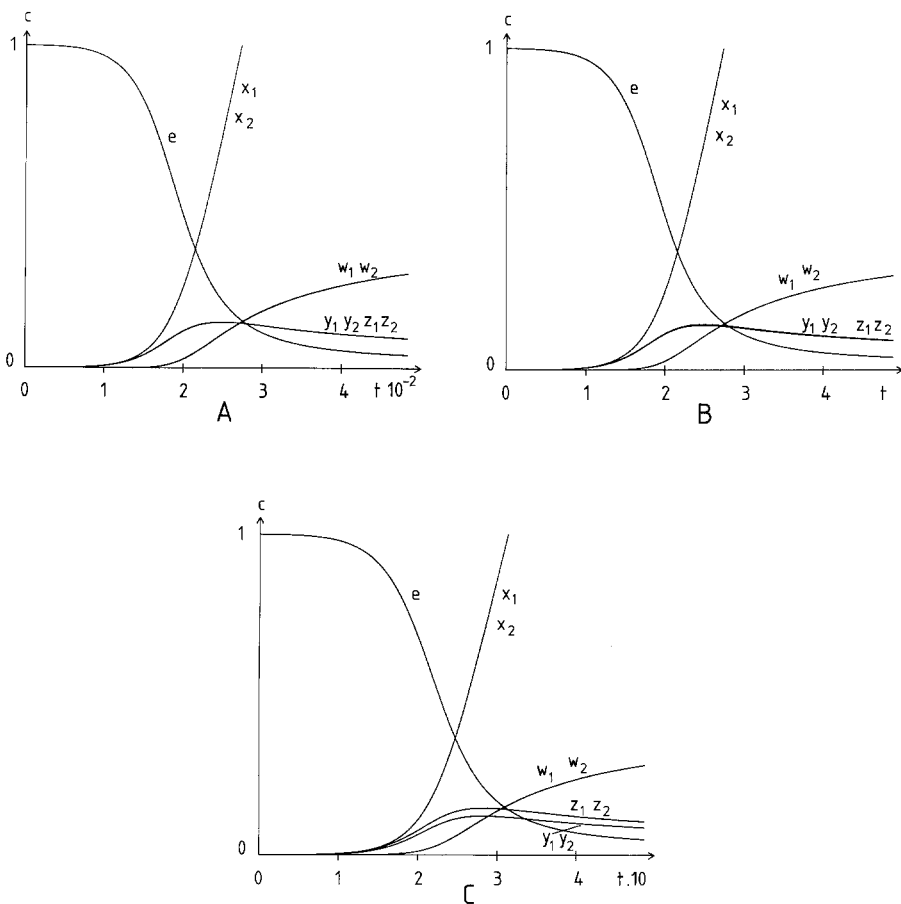 c
1
x₁
x₂
e
w₁ w₂
y₁ y₂ z₁ z₂
0
0 1 2 3 4 t 10⁻²
A
c
1
x₁
e
x₂
w₁ w₂
y₁ y₂ z₁ z₂
0
0 1 2 3 4 t
B
c
1
e
x₁
x₂
w₁ w₂
z₁ z₂
y₁ y₂
0
0 1 2 3 4 t.10
C